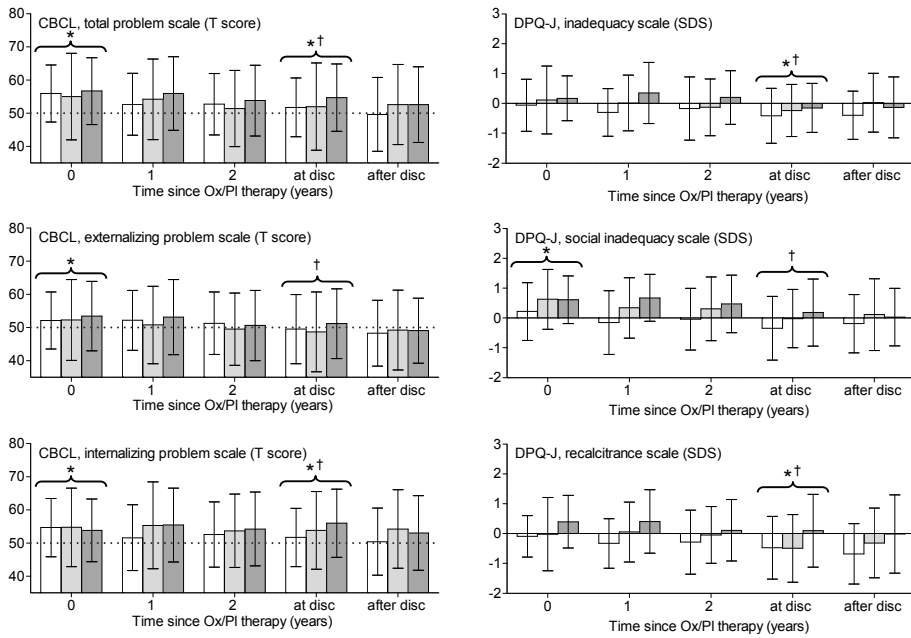 CBCL, total problem scale (T score)
80
70
60
50
40
*
*†
0
1
2
at disc
after disc
Time since Ox/Pl therapy (years)
DPQ-J, inadequacy scale (SDS)
3
2
1
0
-1
-2
*†
0
1
2
at disc
after disc
Time since Ox/Pl therapy (years)
CBCL, externalizing problem scale (T score)
80
70
60
50
40
*
†
0
1
2
at disc
after disc
Time since Ox/Pl therapy (years)
DPQ-J, social inadequacy scale (SDS)
3
2
1
0
-1
-2
*
†
0
1
2
at disc
after disc
Time since Ox/Pl therapy (years)
CBCL, internalizing problem scale (T score)
80
70
60
50
40
*
*†
0
1
2
at disc
after disc
Time since Ox/Pl therapy (years)
DPQ-J, recalcitrance scale (SDS)
3
2
1
0
-1
-2
*†
0
1
2
at disc
after disc
Time since Ox/Pl therapy (years)